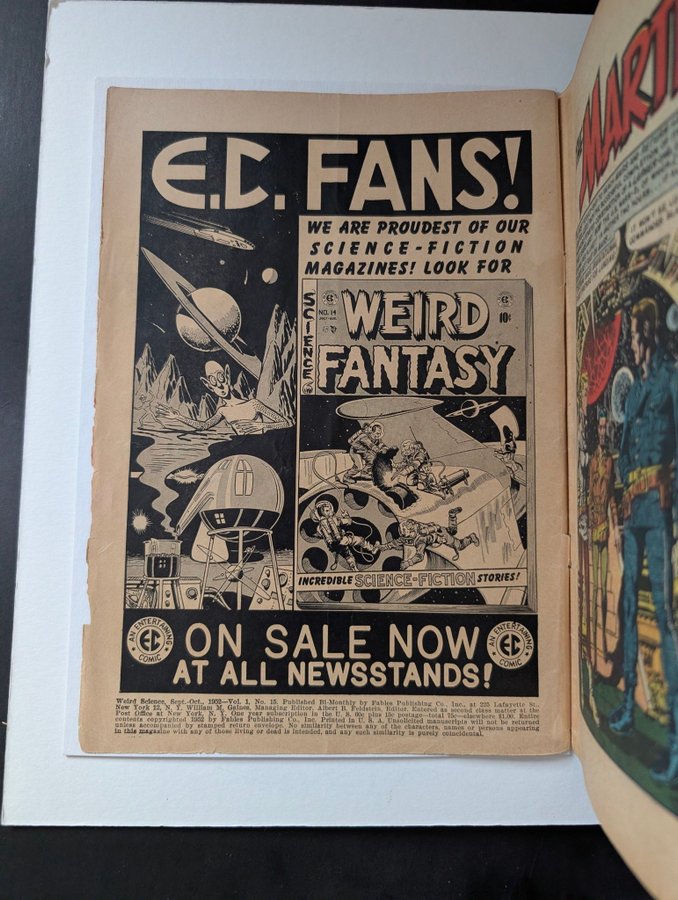 E.C. FANS!
WE ARE PROUDEST OF OUR
SCIENCE-FICTION
MAGAZINES! LOOK FOR
SCIENCE
NO. 14
10¢
WEIRD
FANTASY
INCREDIBLE SCIENCE-FICTION STORIES!
AN ENTERTAINING
EC
COMIC
ON SALE NOW
AT ALL NEWSSTANDS!
AN ENTERTAINING
EC
COMIC
Weird Science, Sept.-Oct., 1952—Vol. 1, No. 15. Published Bi-Monthly by Fables Publishing Co., Inc., at 225 Lafayette St.,
New York 12, N. Y. William M. Gaines, Managing Editor, Albert B. Feldstein, Editor. Entered as second class matter at the
Post Office at New York, N. Y. One year subscription in the U. S. 60c plus 15c postage—total 75c—elsewhere $1.00. Entire
contents copyrighted 1952 by Fables Publishing Co., Inc. Printed in U. S. A. Unsolicited manuscripts will not be returned
unless accompanied by stamped return envelope. No similarity between any of the characters, names or persons appearing
in this magazine with any of those living or dead is intended, and any such similarity is purely coincidental.
MARTI